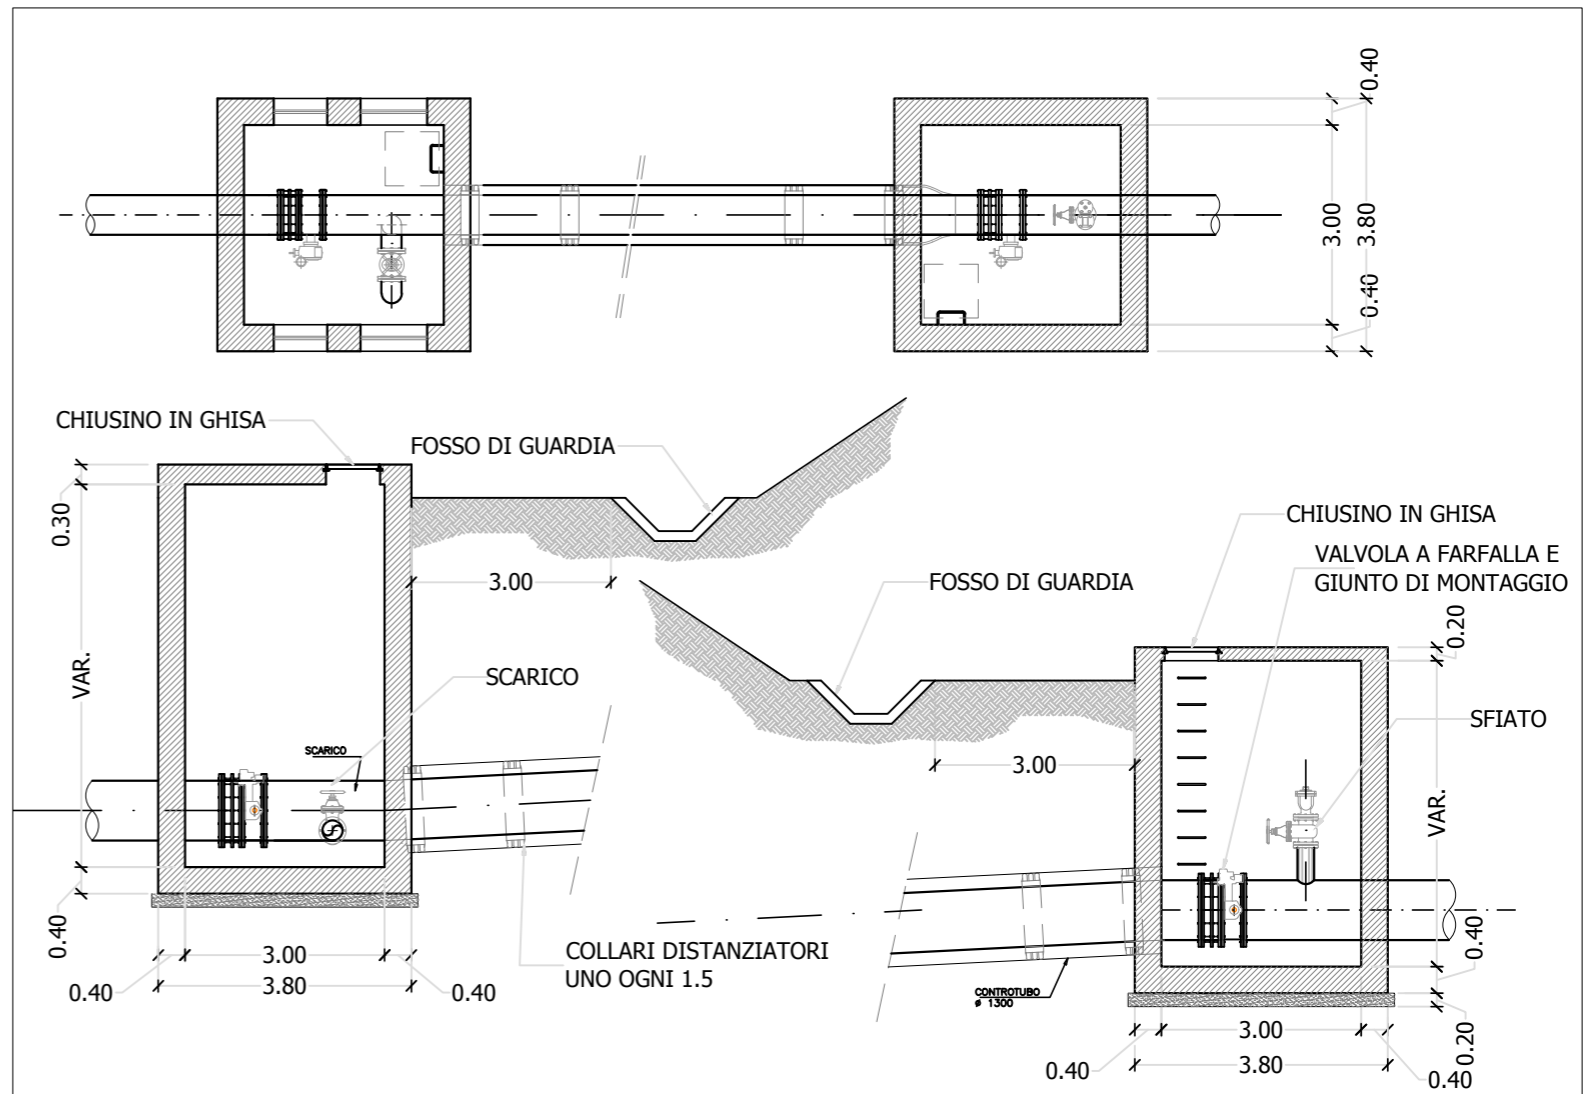 0.40
3.00
3.80
0.40
CHIUSINO IN GHISA
FOSSO DI GUARDIA
0.30
3.00
CHIUSINO IN GHISA
VALVOLA A FARFALLA E
GIUNTO DI MONTAGGIO
FOSSO DI GUARDIA
0.20
VAR.
SCARICO
SFIATO
SCARICO
3.00
VAR.
0.40
3.00
0.40
0.40
3.80
COLLARI DISTANZIATORI
UNO OGNI 1.5
CONTROTUBO
ø 1300
0.40
0.20
3.00
0.40
3.80
0.40